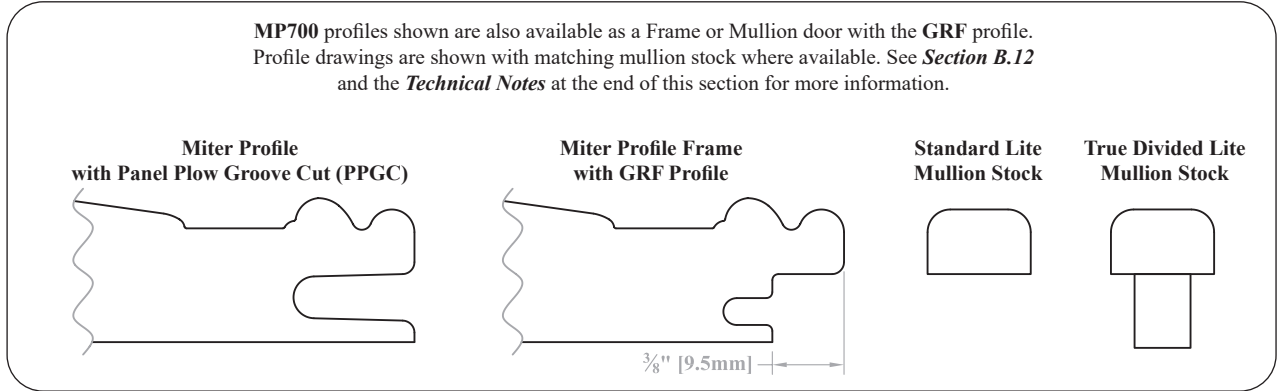 MP700 profiles shown are also available as a Frame or Mullion door with the GRF profile.
Profile drawings are shown with matching mullion stock where available. See Section B.12
and the Technical Notes at the end of this section for more information.
Miter Profile
with Panel Plow Groove Cut (PPGC)
Miter Profile Frame
with GRF Profile
Standard Lite
Mullion Stock
True Divided Lite
Mullion Stock
⅜" [9.5mm]